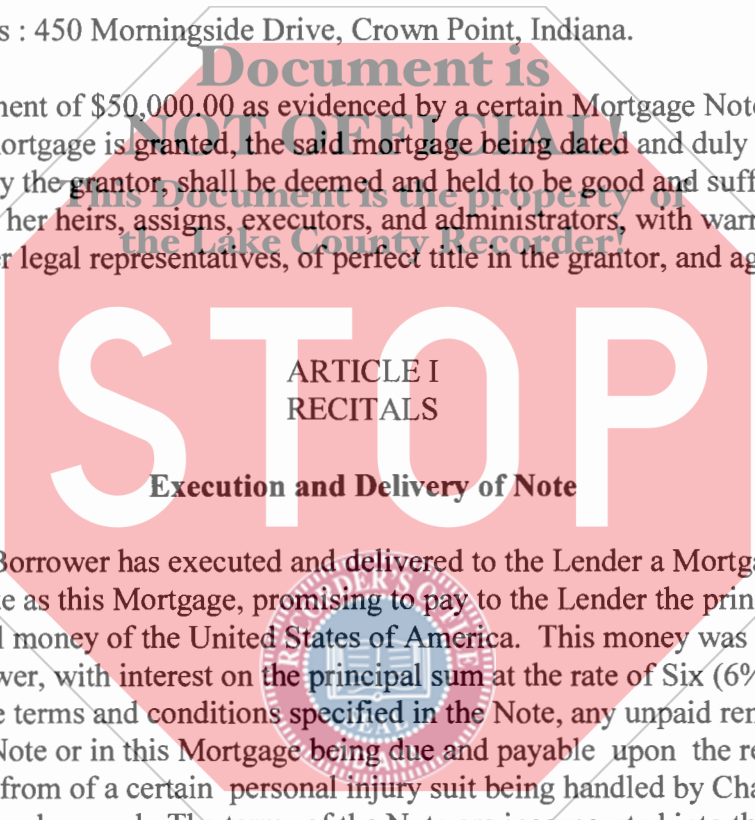 s : 450 Morningside Drive, Crown Point, Indiana.
Document is
ment of $50,000.00 as evidenced by a certain Mortgage Note
NOT OFFICIAL!
ortgage is granted, the said mortgage being dated and duly
y the grantor, shall be deemed and held to be good and suff
This Document is the property of
her heirs, assigns, executors, and administrators, with warr
the Lake County Recorder!
r legal representatives, of perfect title in the grantor, and ag
STOP
ARTICLE I
RECITALS
Execution and Delivery of Note
Borrower has executed and delivered to the Lender a Mortga
e as this Mortgage, promising to pay to the Lender the prin
l money of the United States of America. This money was
wer, with interest on the principal sum at the rate of Six (6%
e terms and conditions specified in the Note, any unpaid ren
Note or in this Mortgage being due and payable upon the re
from of a certain personal injury suit being handled by Cha
RECORDER'S OF
SEAL